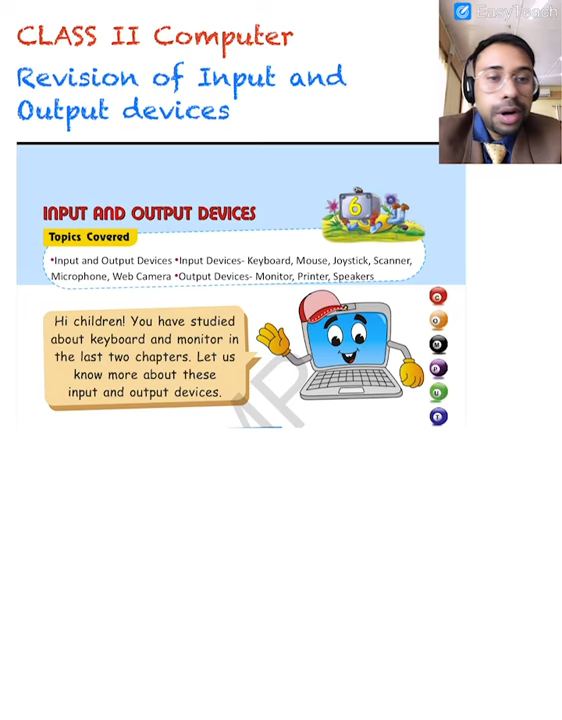 EasyTeach
CLASS II Computer
Revision of Input and
Output devices
6
INPUT AND OUTPUT DEVICES
Topics Covered
•Input and Output Devices •Input Devices- Keyboard, Mouse, Joystick, Scanner,
Microphone, Web Camera •Output Devices- Monitor, Printer, Speakers
Hi children! You have studied
about keyboard and monitor in
the last two chapters. Let us
know more about these
input and output devices.
C
O
M
P
U
T